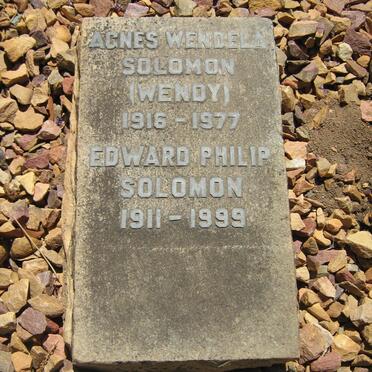 AGNES WENDELA
SOLOMON
(WENDY)
1916 - 1977
EDWARD PHILIP
SOLOMON
1911 - 1999